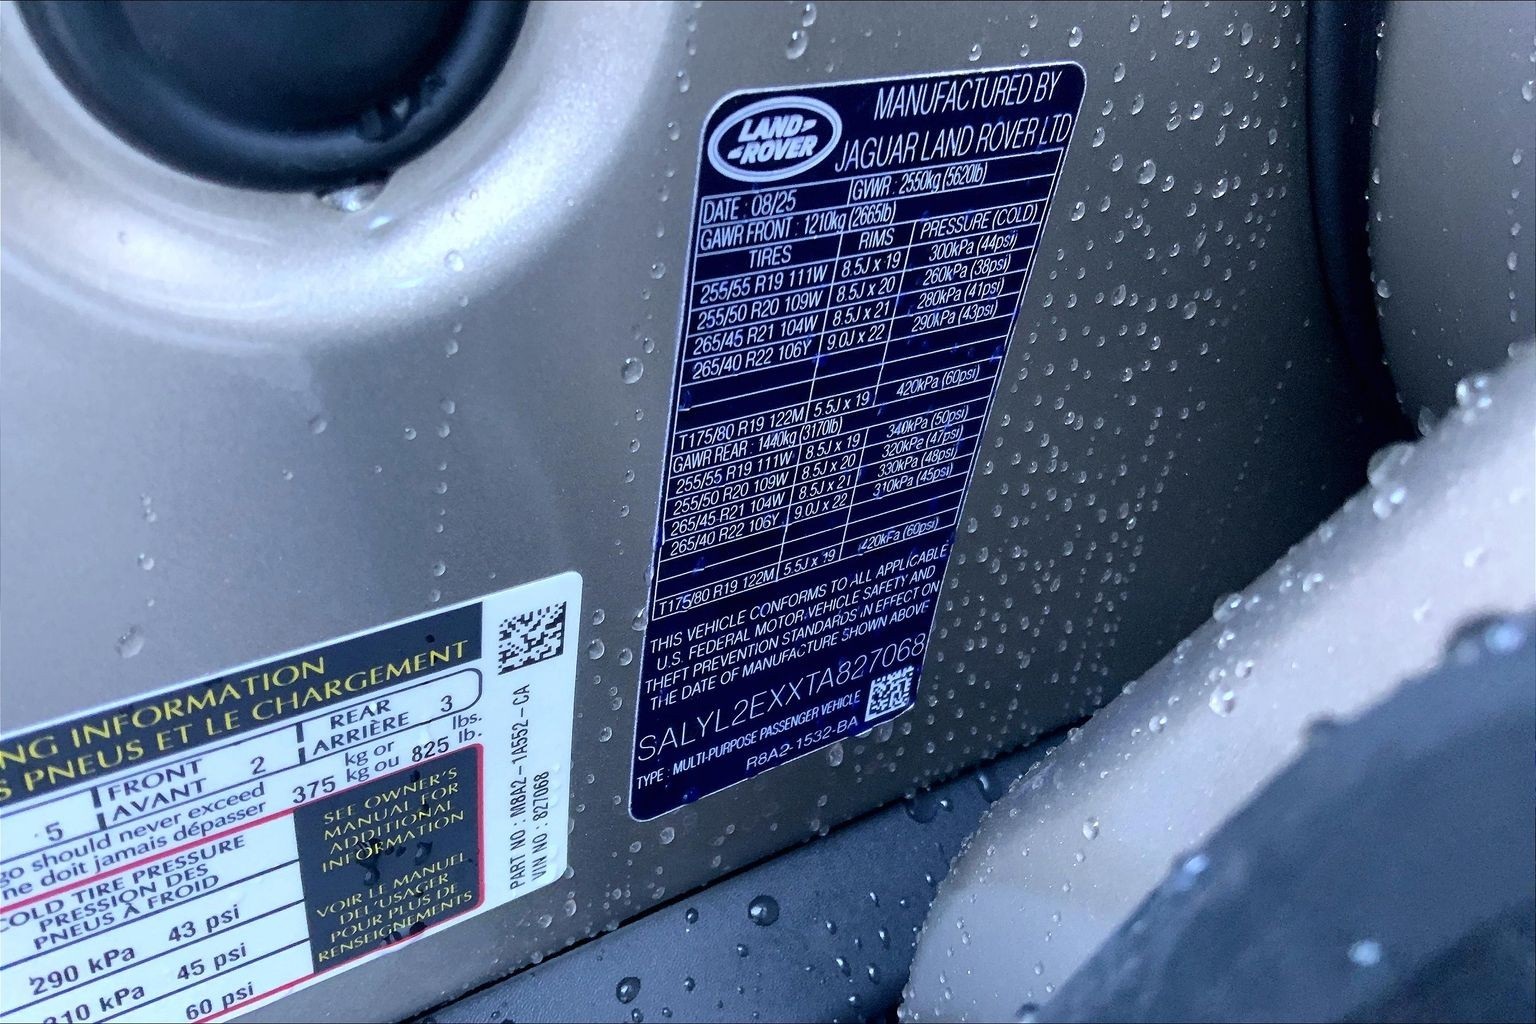 LAND
ROVER
MANUFACTURED BY
JAGUAR LAND ROVER LTD
DATE : 08/25 GVWR : 2550kg (5620lb)
GAWR FRONT : 1210kg (2665lb)
TIRES RIMS PRESSURE (COLD)
255/55 R19 111W 8.5J x 19 300kPa (44psi)
255/50 R20 109W 8.5J x 20 260kPa (38psi)
265/45 R21 104W 8.5J x 21 280kPa (41psi)
265/40 R22 106Y 9.0J x 22 290kPa (43psi)
T175/80 R19 122M 5.5J x 19 420kPa (60psi)
GAWR REAR : 1440kg (3170lb)
255/55 R19 111W 8.5J x 19 340kPa (50psi)
255/50 R20 109W 8.5J x 20 320kPa (47psi)
265/45 R21 104W 8.5J x 21 330kPa (48psi)
265/40 R22 106Y 9.0J x 22 310kPa (45psi)
T175/80 R19 122M 5.5J x 19 420kPa (60psi)
THIS VEHICLE CONFORMS TO ALL APPLICABLE
U.S. FEDERAL MOTOR VEHICLE SAFETY AND
THEFT PREVENTION STANDARDS IN EFFECT ON
THE DATE OF MANUFACTURE SHOWN ABOVE
SALYL2EXXTA827068
TYPE : MULTI-PURPOSE PASSENGER VEHICLE
R8A2-1532-BA
NG INFORMATION
S PNEUS ET LE CHARGEMENT
5 FRONT 2 REAR 3
AVANT ARRIÈRE
go should never exceed 375 kg or 825 lbs.
ne doit jamais dépasser kg ou lb.
COLD TIRE PRESSURE
PRESSION DES
PNEUS À FROID
290 kPa 43 psi
310 kPa 45 psi
60 psi
SEE OWNER'S
MANUAL FOR
ADDITIONAL
INFORMATION
VOIR LE MANUEL
DE L'USAGER
POUR PLUS DE
RENSEIGNEMENTS
PART NO : M8A2-1A552-CA
VIN NO : 827068